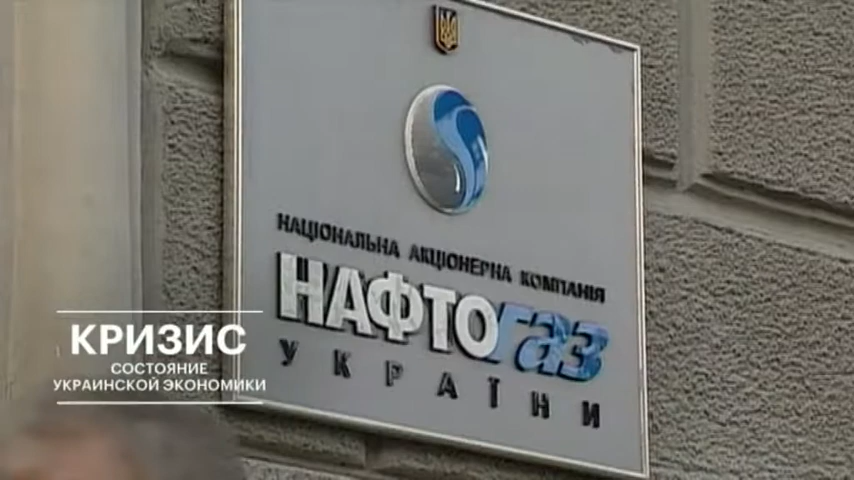 НАЦІОНАЛЬНА АКЦІОНЕРНА КОМПАНІЯ
НАФТОГАЗ
УКРАЇНИ
КРИЗИС
СОСТОЯНИЕ
УКРАИНСКОЙ ЭКОНОМИКИ